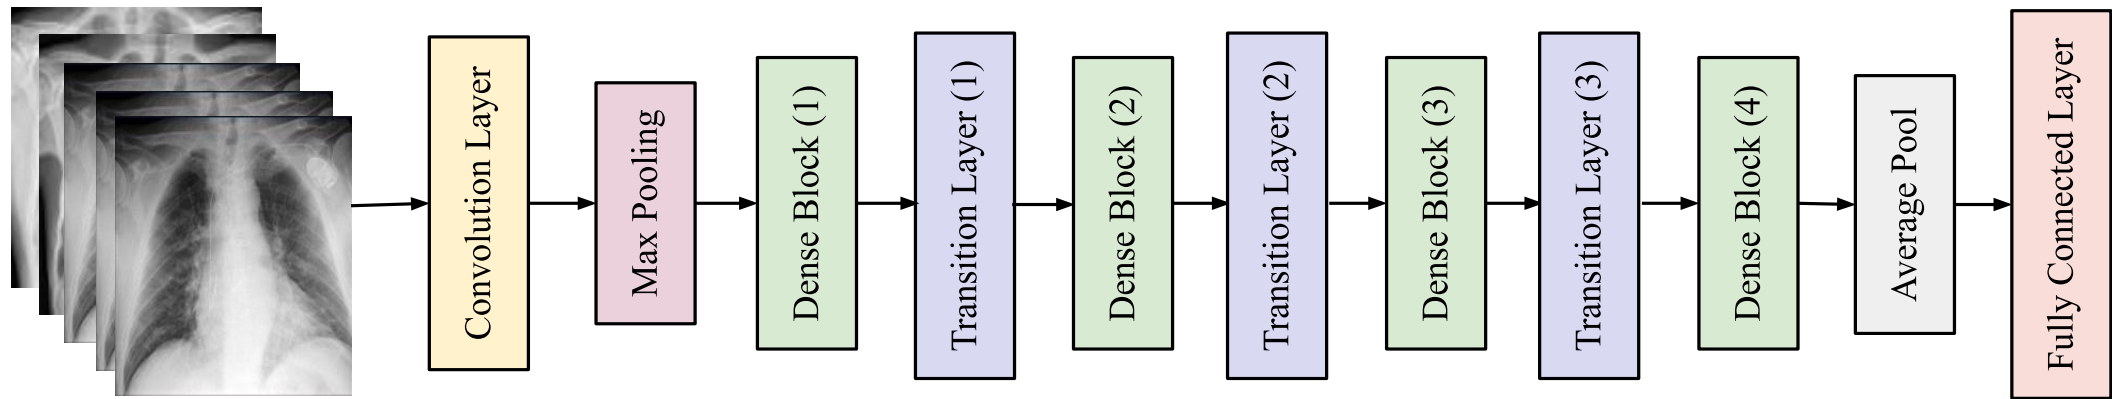 Convolution Layer
Max Pooling
Dense Block (1)
Transition Layer (1)
Dense Block (2)
Transition Layer (2)
Dense Block (3)
Transition Layer (3)
Dense Block (4)
Average Pool
Fully Connected Layer